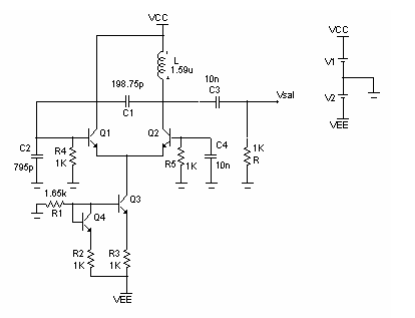 VCC
VCC
L
1.59u
198.75p
C1
10n
C3
Vsal
V1
V2
VEE
Q1
Q2
C2
795p
R4
1K
R5
1K
C4
10n
1K
R
1.65k
R1
Q3
Q4
R2
1K
R3
1K
VEE